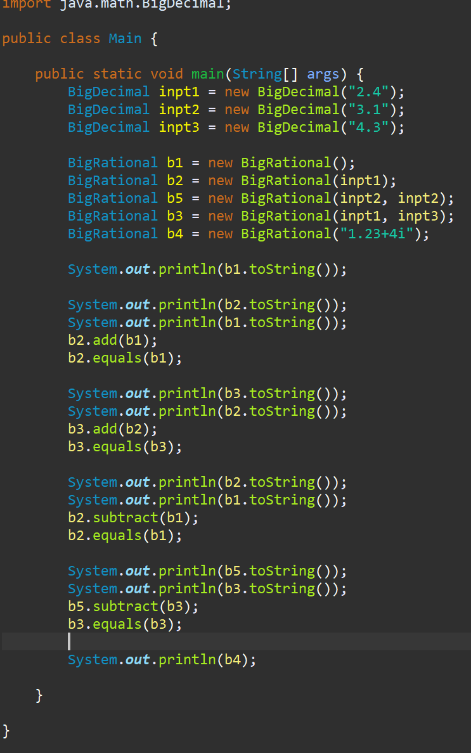 import java.math.BigDecimal;
public class Main {
public static void main(String[] args) {
BigDecimal inpt1 = new BigDecimal("2.4");
BigDecimal inpt2 = new BigDecimal("3.1");
BigDecimal inpt3 = new BigDecimal("4.3");
BigRational b1 = new BigRational();
BigRational b2 = new BigRational(inpt1);
BigRational b5 = new BigRational(inpt2, inpt2);
BigRational b3 = new BigRational(inpt1, inpt3);
BigRational b4 = new BigRational("1.23+4i");
System.out.println(b1.toString());
System.out.println(b2.toString());
System.out.println(b1.toString());
b2.add(b1);
b2.equals(b1);
System.out.println(b3.toString());
System.out.println(b2.toString());
b3.add(b2);
b3.equals(b3);
System.out.println(b2.toString());
System.out.println(b1.toString());
b2.subtract(b1);
b2.equals(b1);
System.out.println(b5.toString());
System.out.println(b3.toString());
b5.subtract(b3);
b3.equals(b3);
System.out.println(b4);
}
}